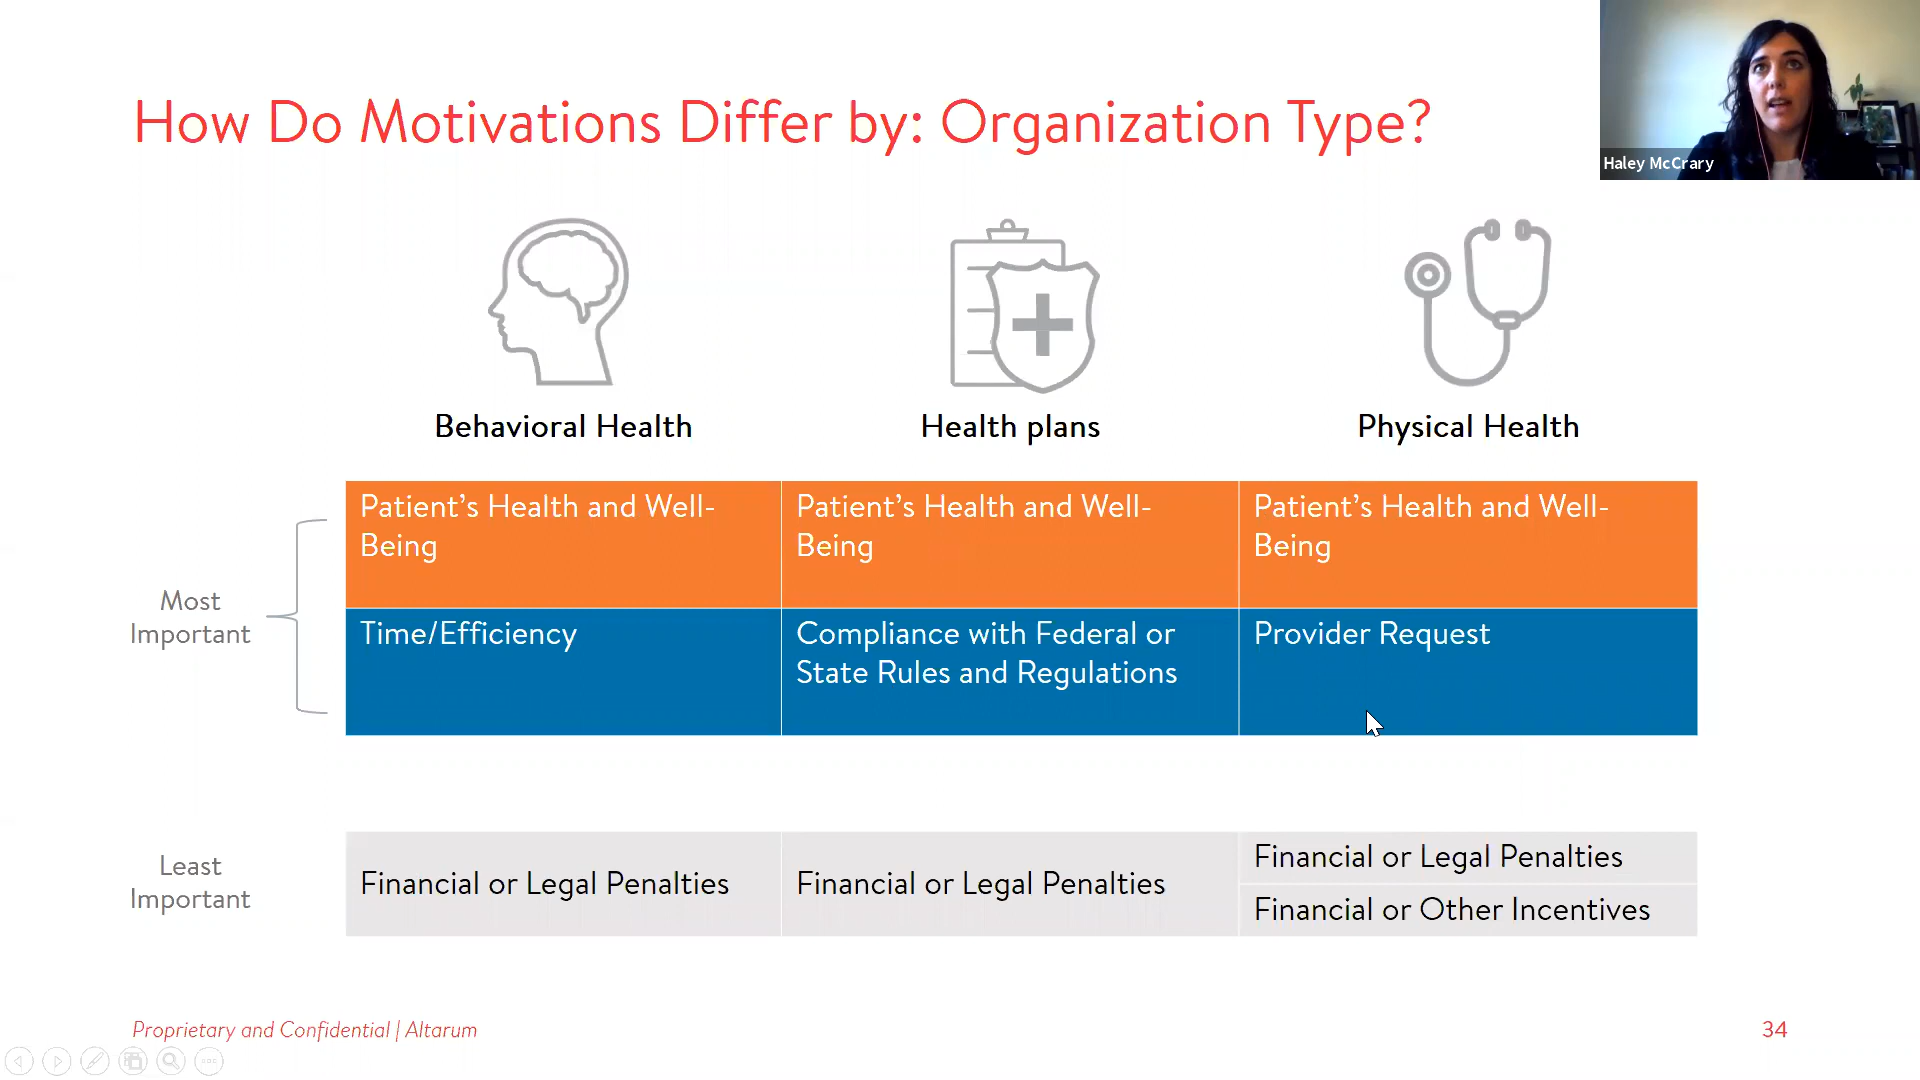 How Do Motivations Differ by: Organization Type?
Haley McCrary
Behavioral Health
Health plans
Physical Health
Most
Important
Patient’s Health and Well-
Being
Patient’s Health and Well-
Being
Patient’s Health and Well-
Being
Time/Efficiency
Compliance with Federal or
State Rules and Regulations
Provider Request
Least
Important
Financial or Legal Penalties
Financial or Legal Penalties
Financial or Legal Penalties
Financial or Other Incentives
Proprietary and Confidential | Altarum
34